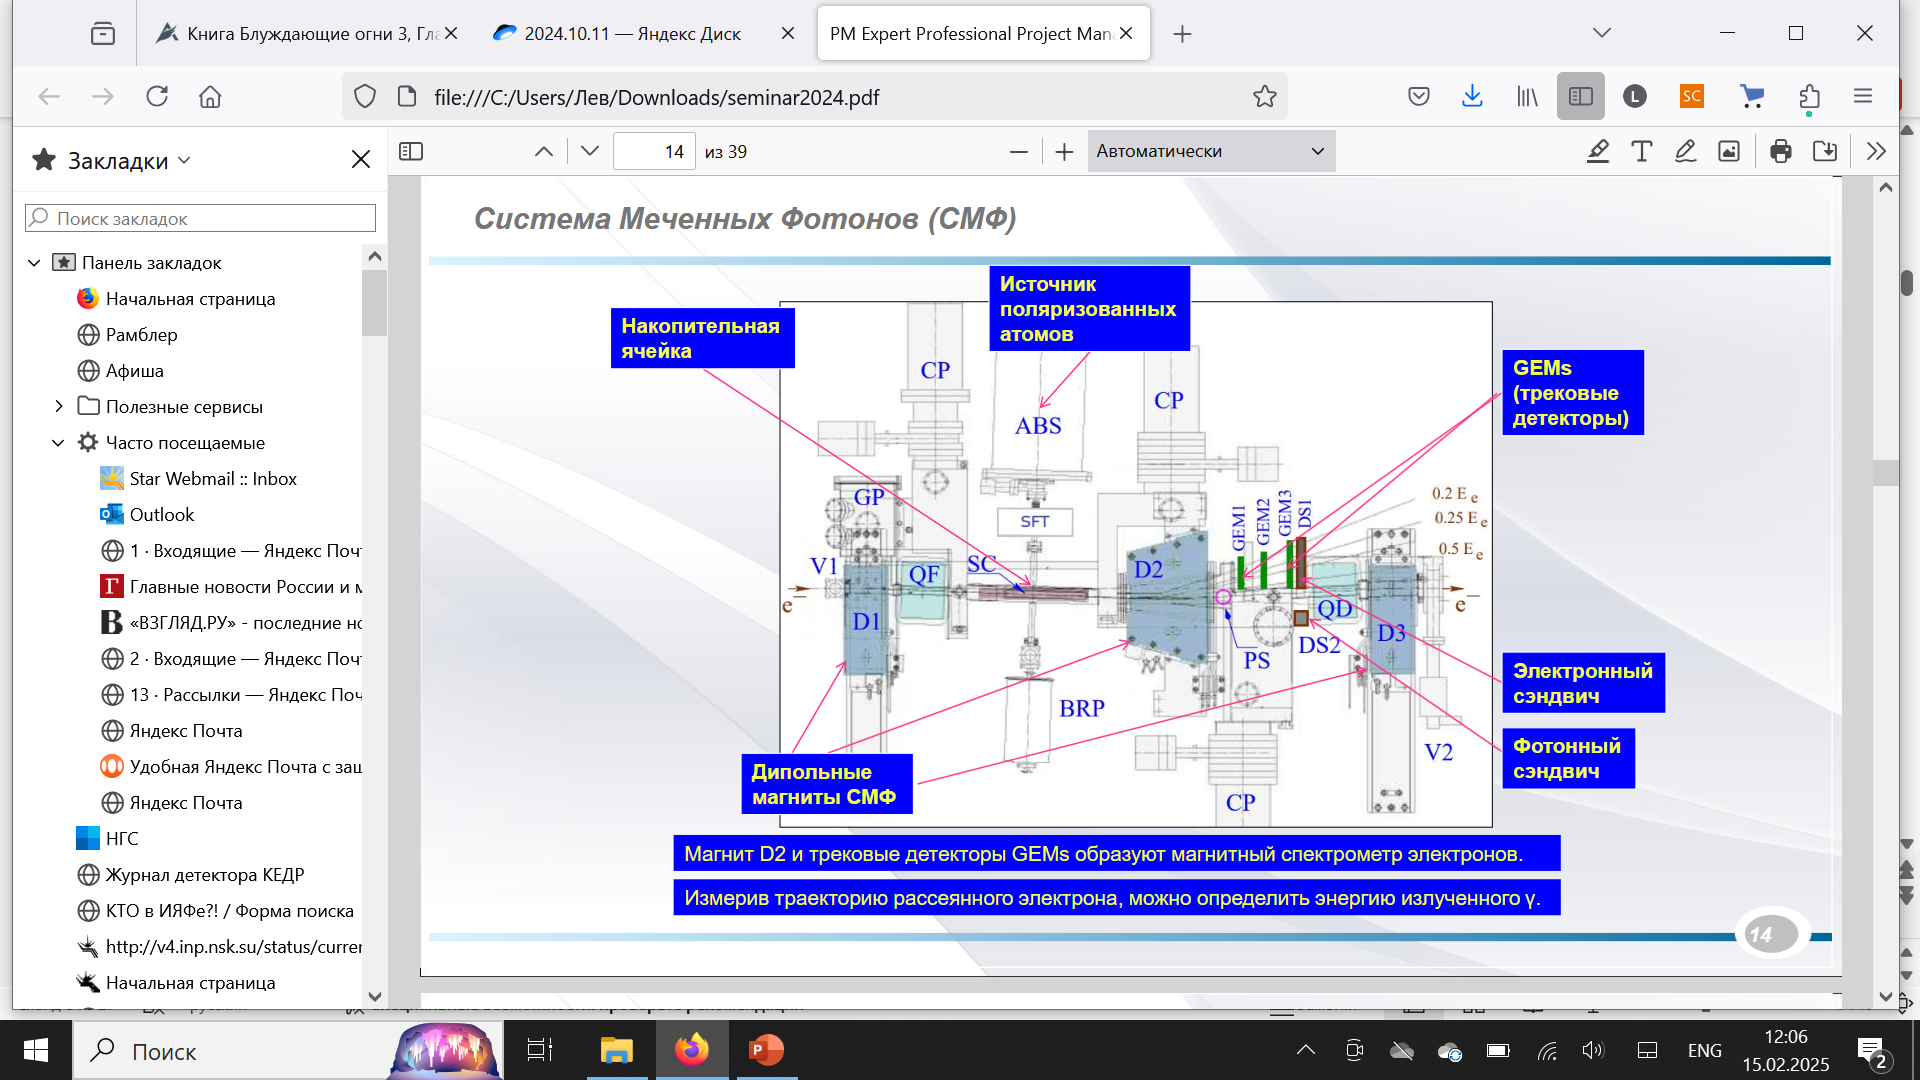 Книга Блуждающие огни 3, Гла
2024.10.11 — Яндекс Диск
PM Expert Professional Project Man
file:///C:/Users/Лев/Downloads/seminar2024.pdf
L
SC
Закладки
14 из 39
Автоматически
Поиск закладок
Панель закладок
Начальная страница
Рамблер
Афиша
Полезные сервисы
Часто посещаемые
Star Webmail :: Inbox
Outlook
1 · Входящие — Яндекс Поч
Главные новости России и м
«ВЗГЛЯД.РУ» - последние но
2 · Входящие — Яндекс Поч
13 · Рассылки — Яндекс Поч
Яндекс Почта
Удобная Яндекс Почта с защ
Яндекс Почта
НГС
Журнал детектора КЕДР
КТО в ИЯФе?! / Форма поиска
http://v4.inp.nsk.su/status/currer
Начальная страница
Система Меченных Фотонов (СМФ)
Источник
поляризованных
атомов
Накопительная
ячейка
GEMs
(трековые
детекторы)
CP
CP
ABS
GP
SFT
GEM1
GEM2
GEM3
DS1
0.2 E e
0.25 E e
0.5 E e
V1
QF
SC
D2
e–
e–
D1
QD
D3
PS
DS2
BRP
V2
CP
Электронный
сэндвич
Фотонный
сэндвич
Дипольные
магниты СМФ
Магнит D2 и трековые детекторы GEMs образуют магнитный спектрометр электронов.
Измерив траекторию рассеянного электрона, можно определить энергию излученного γ.
14
Поиск
P
ENG
12:06
15.02.2025
2